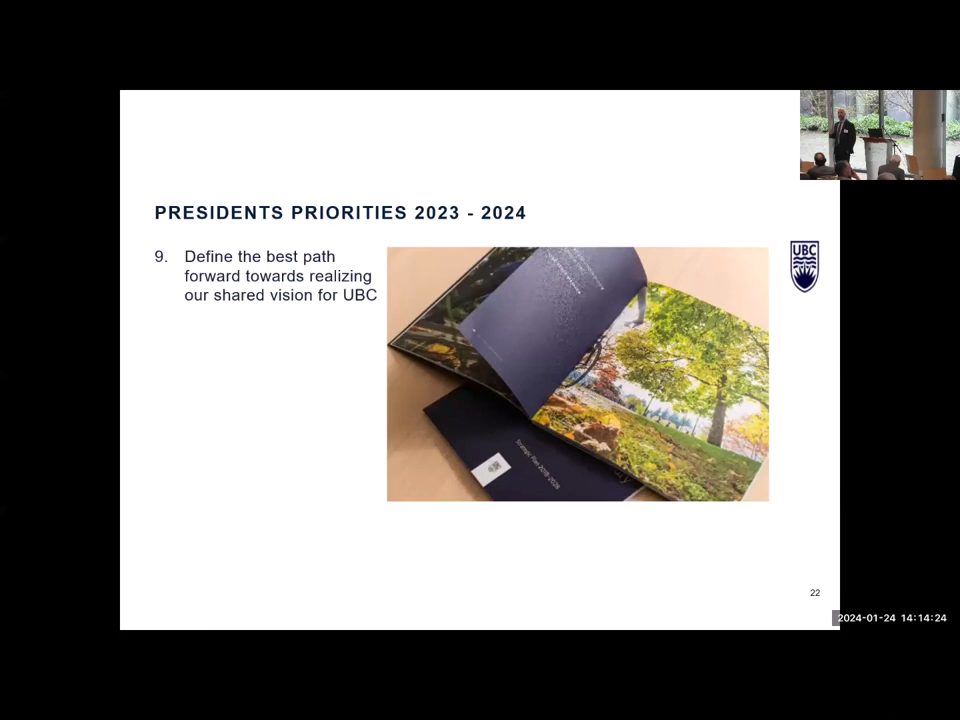 PRESIDENTS PRIORITIES 2023 - 2024
9. Define the best path
forward towards realizing
our shared vision for UBC
UBC
Strategic Plan 2018-2028
22
2024-01-24 14:14:24